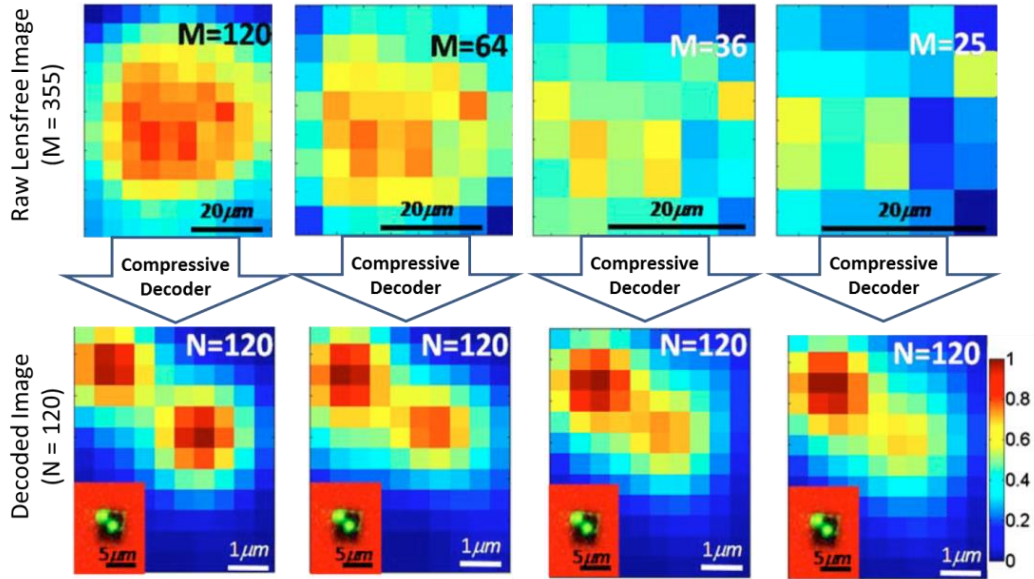 Raw Lensfree Image
(M = 355)
M=120
M=64
M=36
M=25
20μm
20μm
20μm
20μm
Compressive
Decoder
Compressive
Decoder
Compressive
Decoder
Compressive
Decoder
Decoded Image
(N = 120)
N=120
N=120
N=120
N=120
5μm
1μm
5μm
1μm
5μm
1μm
5μm
1μm
1
0.8
0.6
0.4
0.2
0